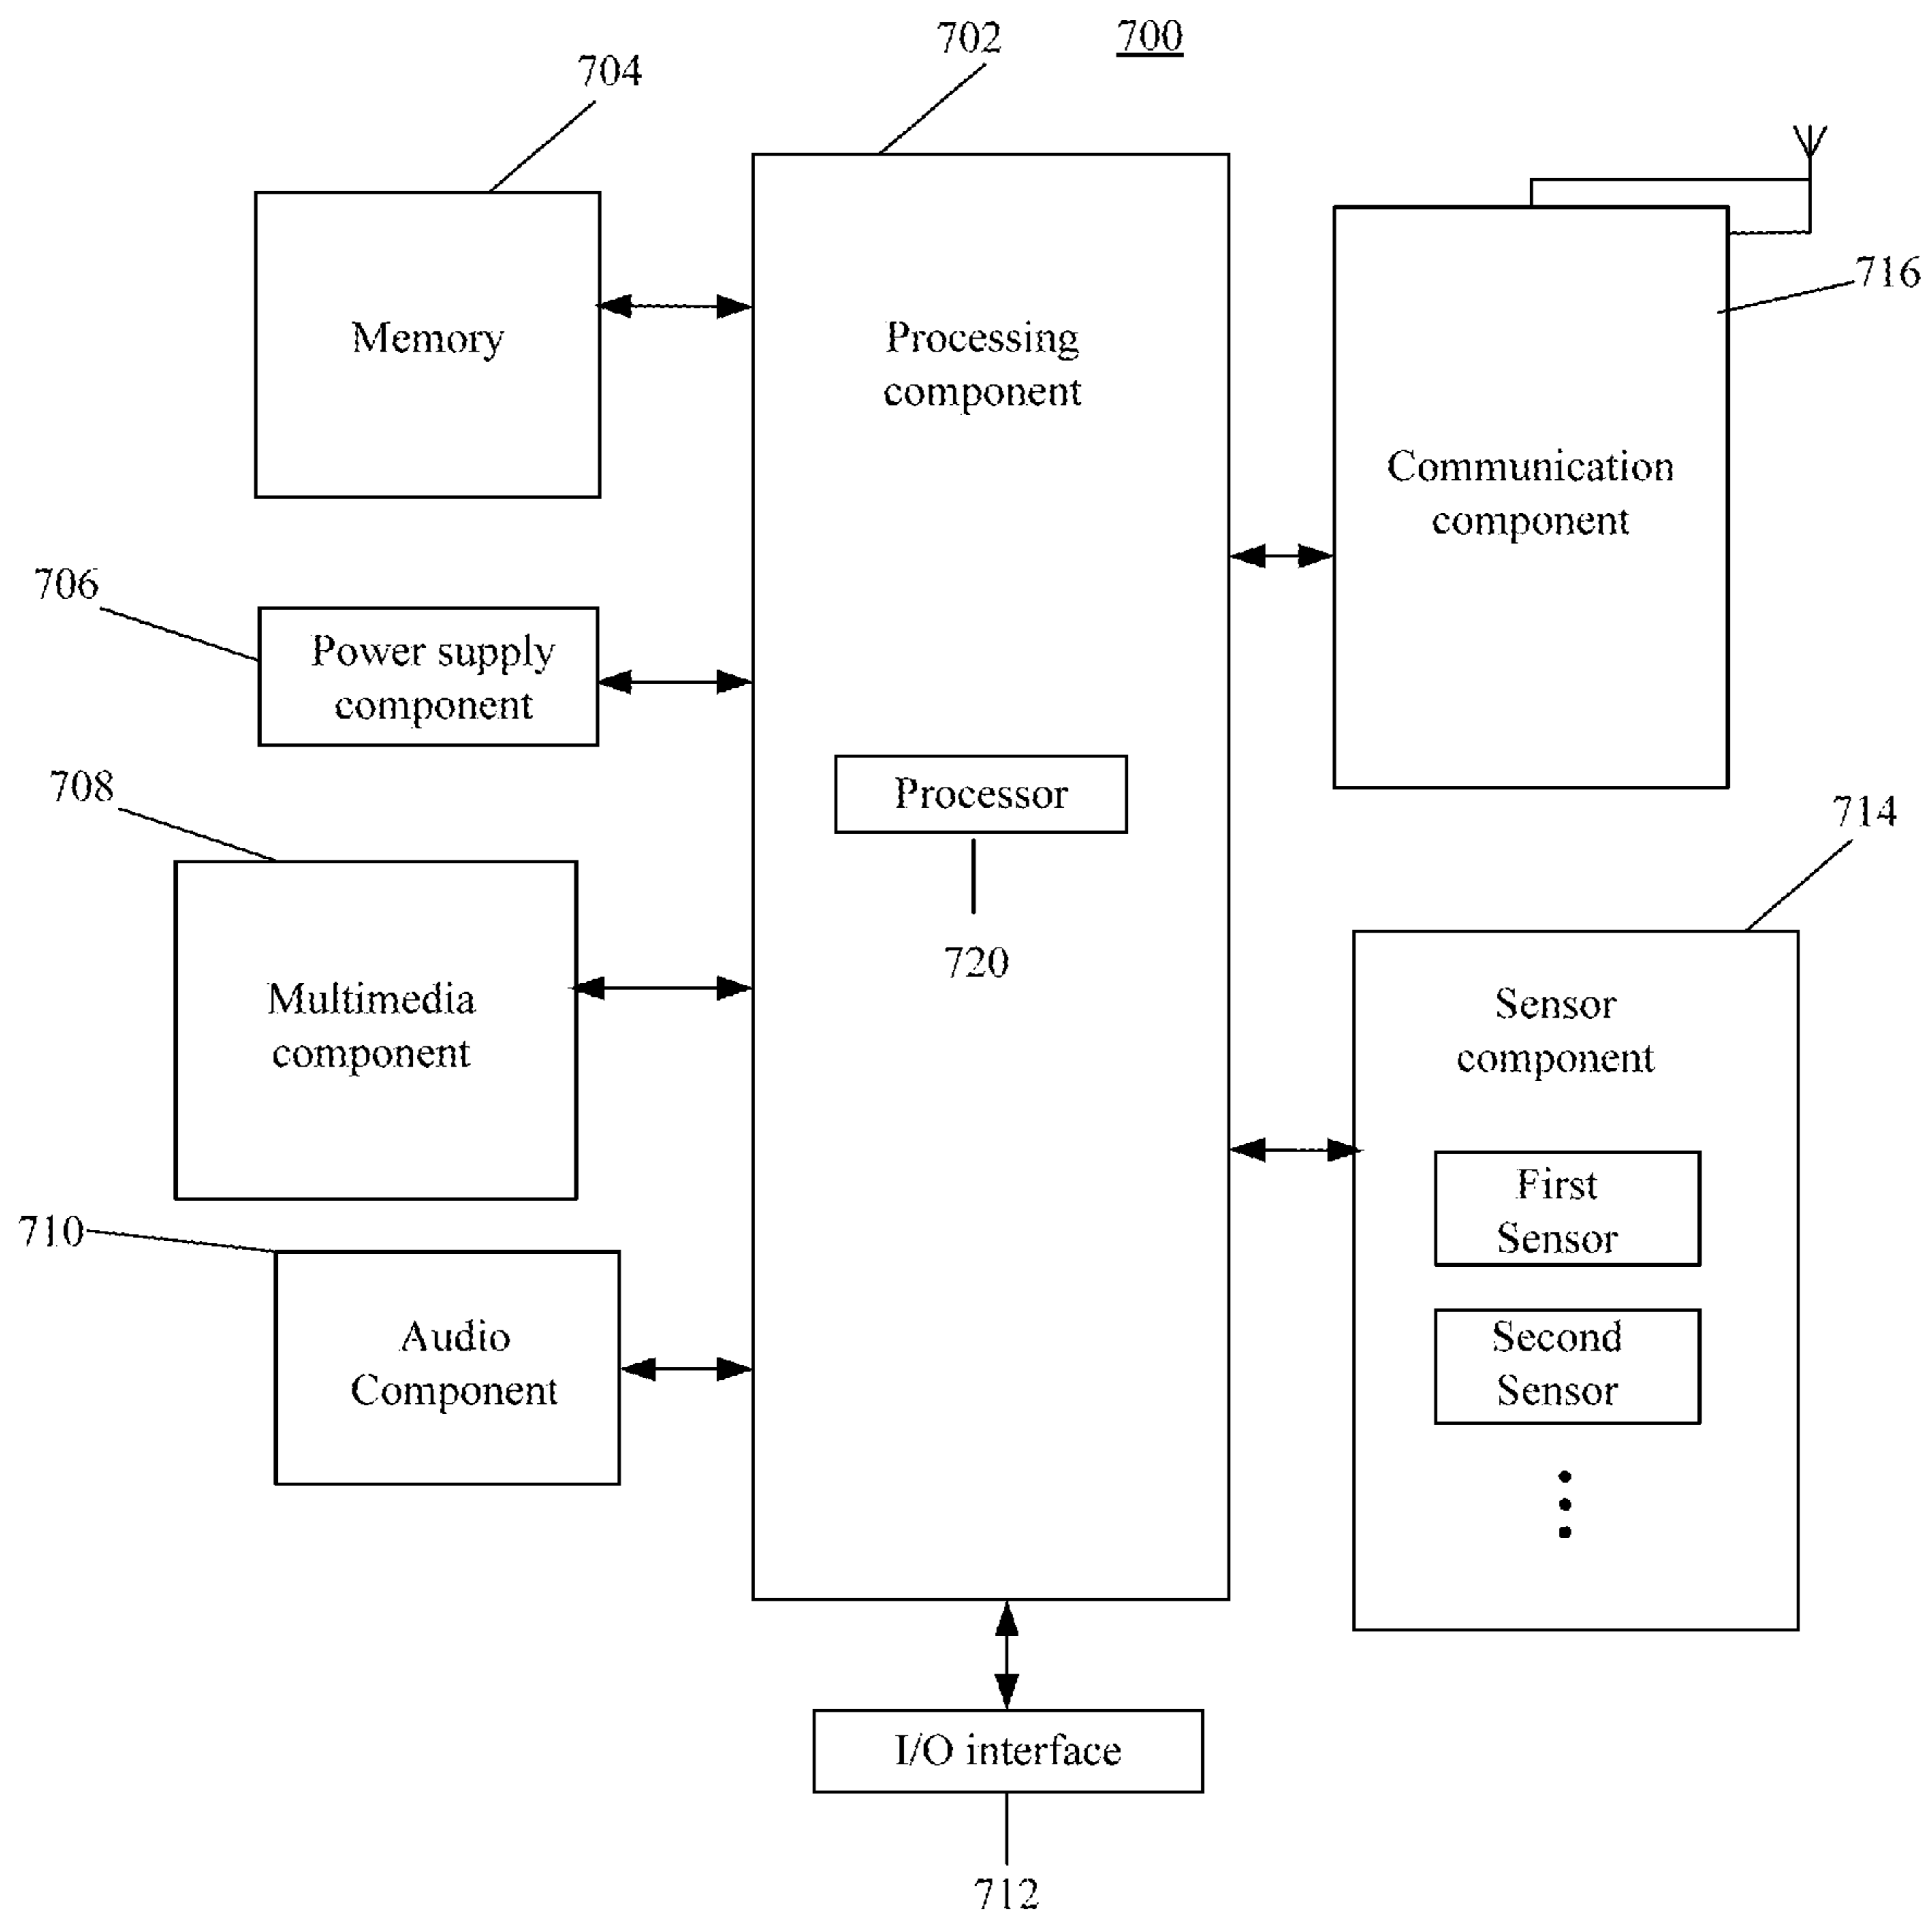 702
700
704
Memory
Processing
component
716
Communication
component
706
Power supply
component
708
Processor
714
720
Multimedia
component
Sensor
component
710
First
Sensor
Audio
Component
Second
Sensor
I/O interface
712